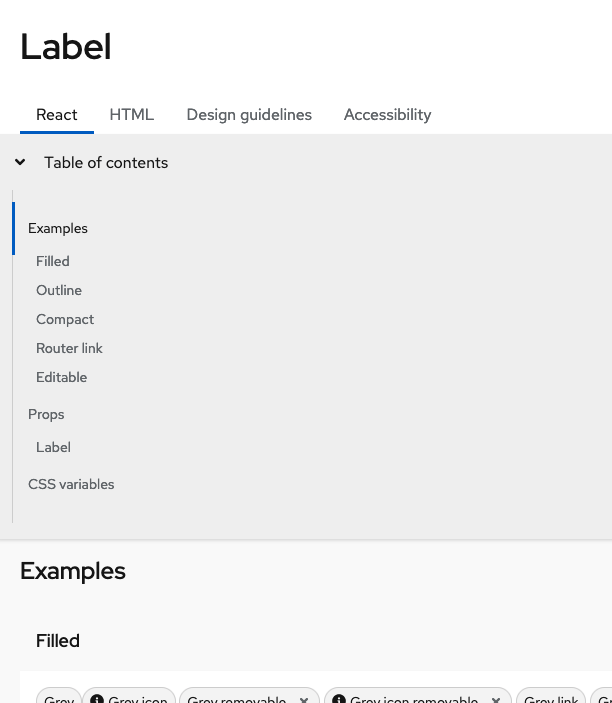 Label
React HTML Design guidelines Accessibility
Table of contents
Examples
Filled
Outline
Compact
Router link
Editable
Props
Label
CSS variables
Examples
Filled
Grey Grey icon Grey removable Grey icon removable Grey link